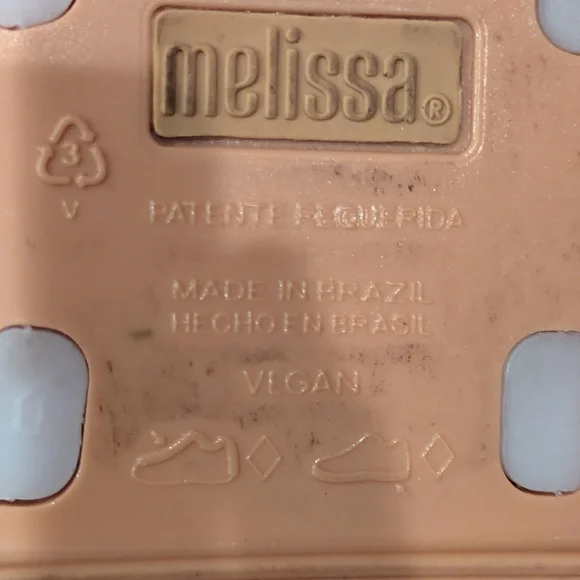 melissa®
3
V
PATENTE REQUERIDA
MADE IN BRAZIL
HECHO EN BRASIL
VEGAN